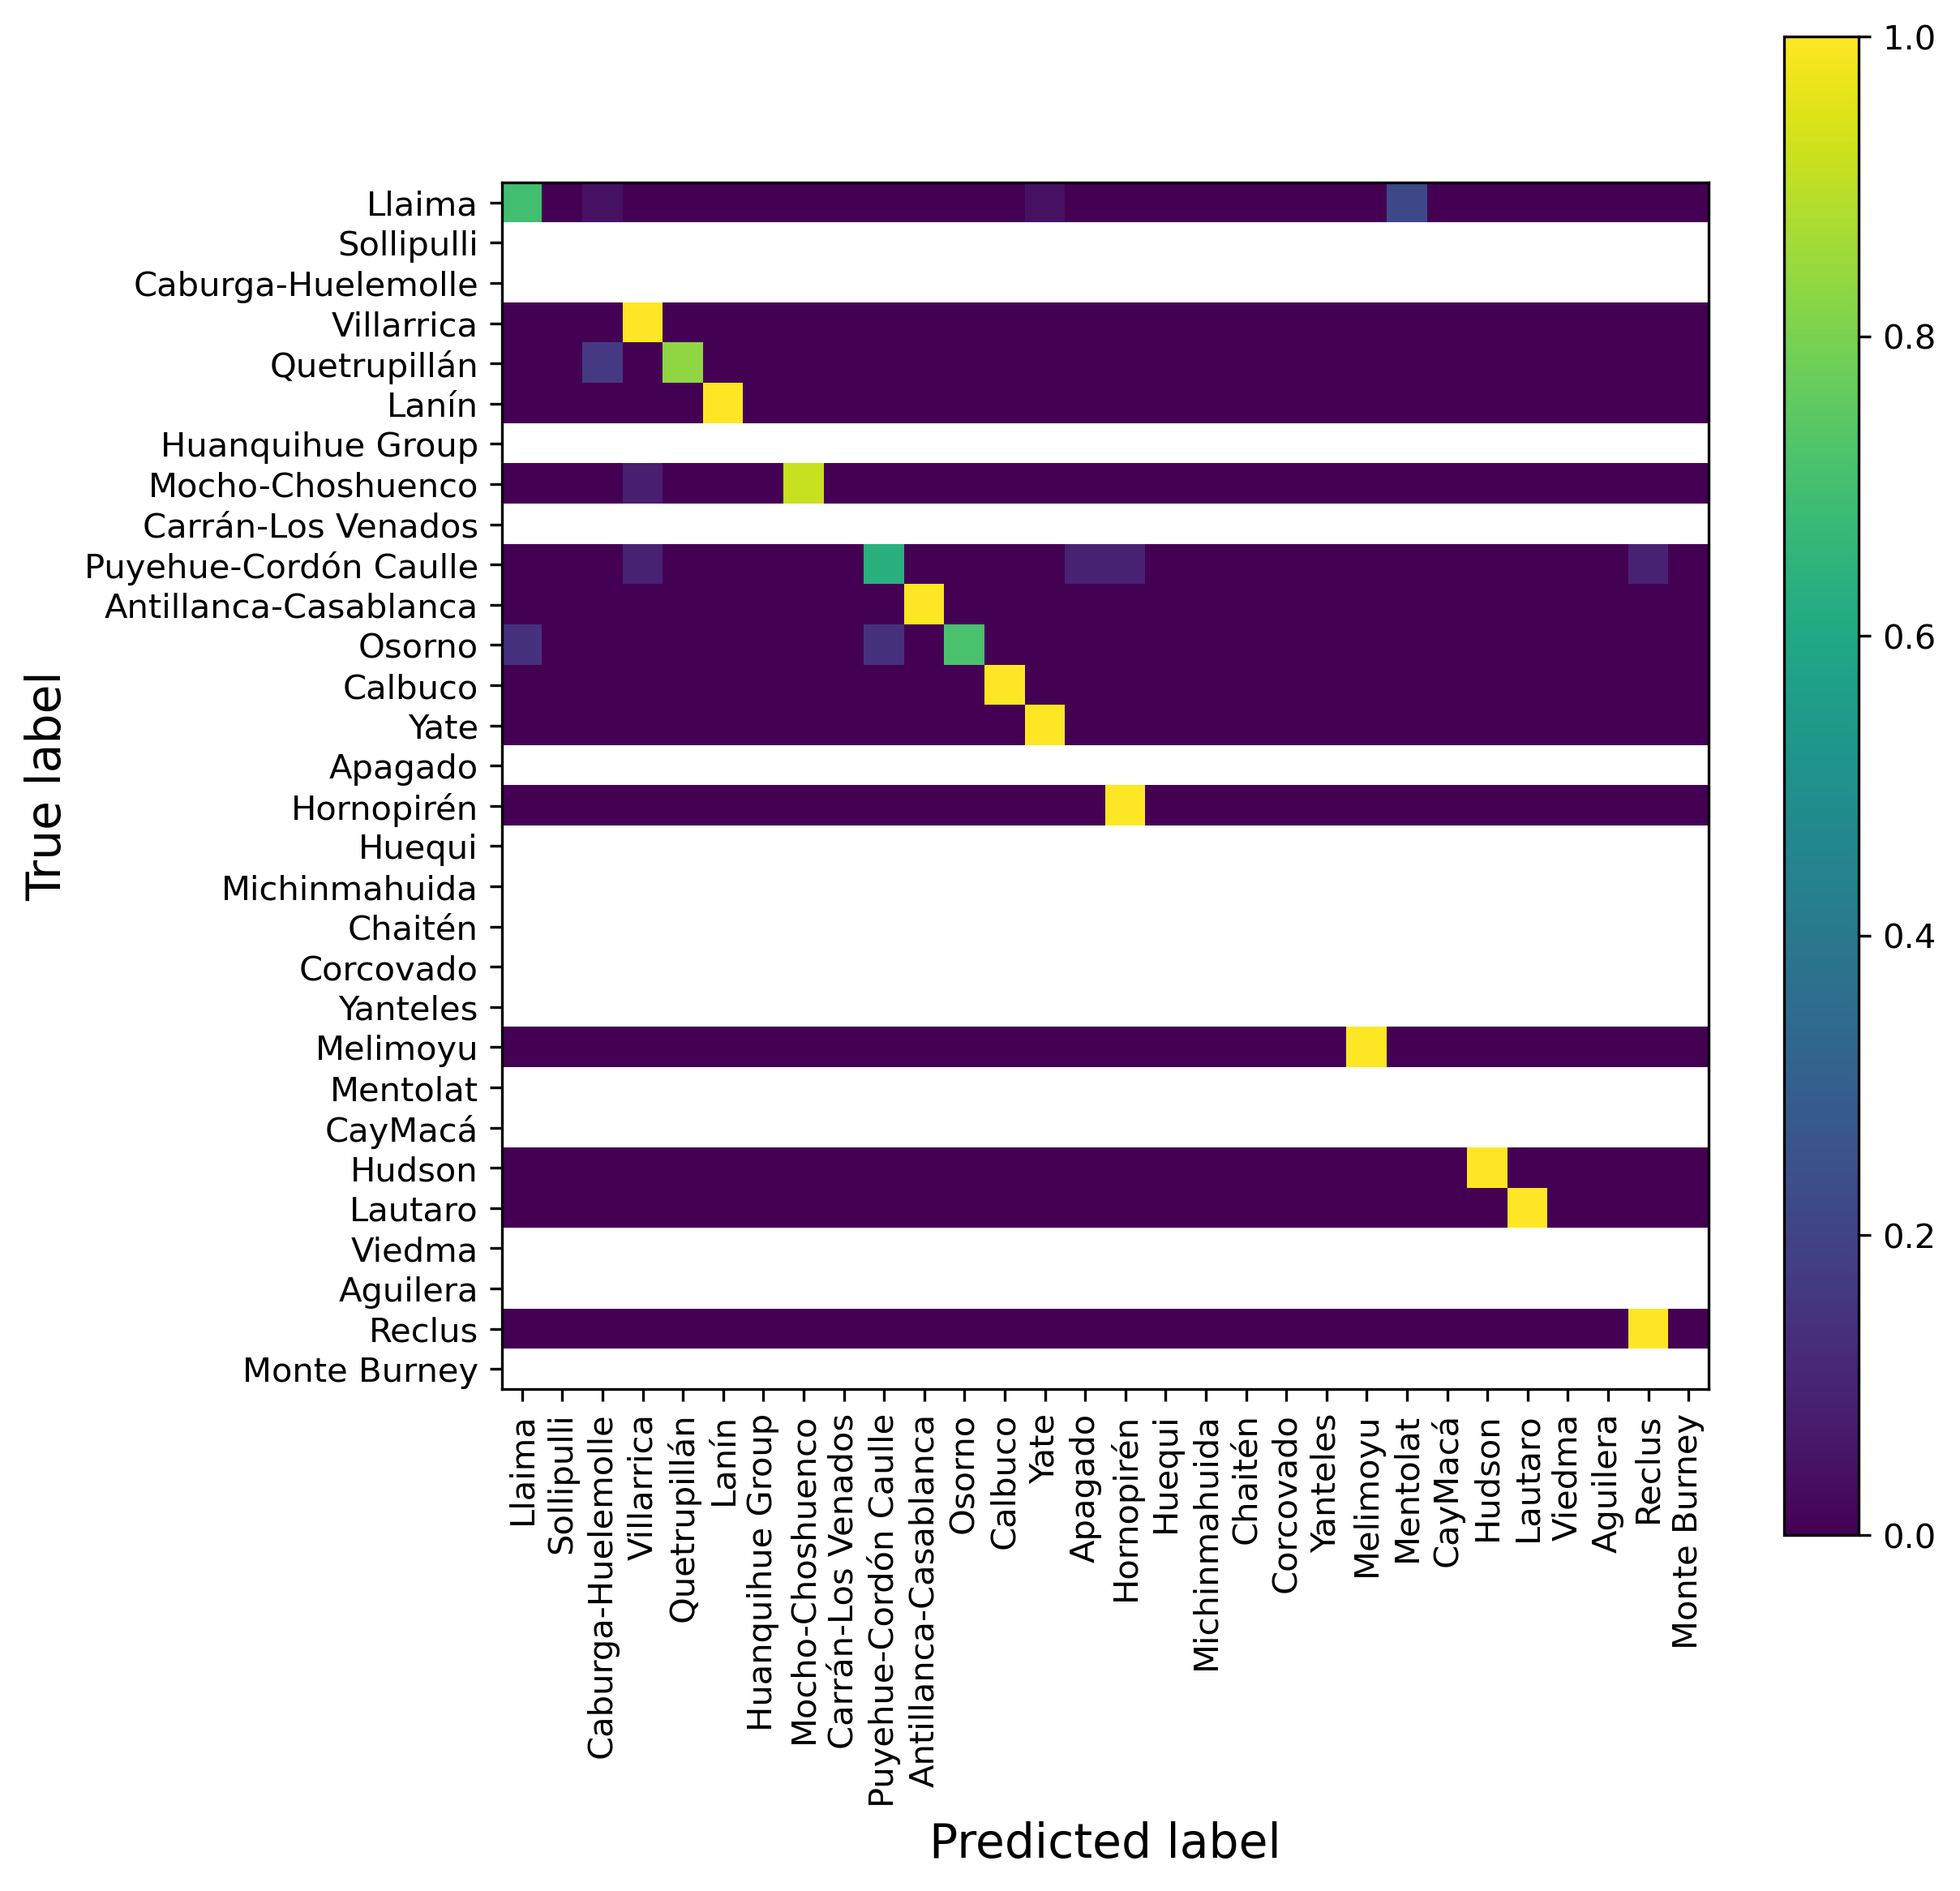 True label
Llaima
Sollipulli
Caburga-Huelemolle
Villarrica
Quetrupillán
Lanín
Huanquihue Group
Mocho-Choshuenco
Carrán-Los Venados
Puyehue-Cordón Caulle
Antillanca-Casablanca
Osorno
Calbuco
Yate
Apagado
Hornopirén
Huequi
Michinmahuida
Chaitén
Corcovado
Yanteles
Melimoyu
Mentolat
CayMacá
Hudson
Lautaro
Viedma
Aguilera
Reclus
Monte Burney
Llaima
Sollipulli
Caburga-Huelemolle
Villarrica
Quetrupillán
Lanín
Huanquihue Group
Mocho-Choshuenco
Carrán-Los Venados
Puyehue-Cordón Caulle
Antillanca-Casablanca
Osorno
Calbuco
Yate
Apagado
Hornopirén
Huequi
Michinmahuida
Chaitén
Corcovado
Yanteles
Melimoyu
Mentolat
CayMacá
Hudson
Lautaro
Viedma
Aguilera
Reclus
Monte Burney
Predicted label
1.0
0.8
0.6
0.4
0.2
0.0